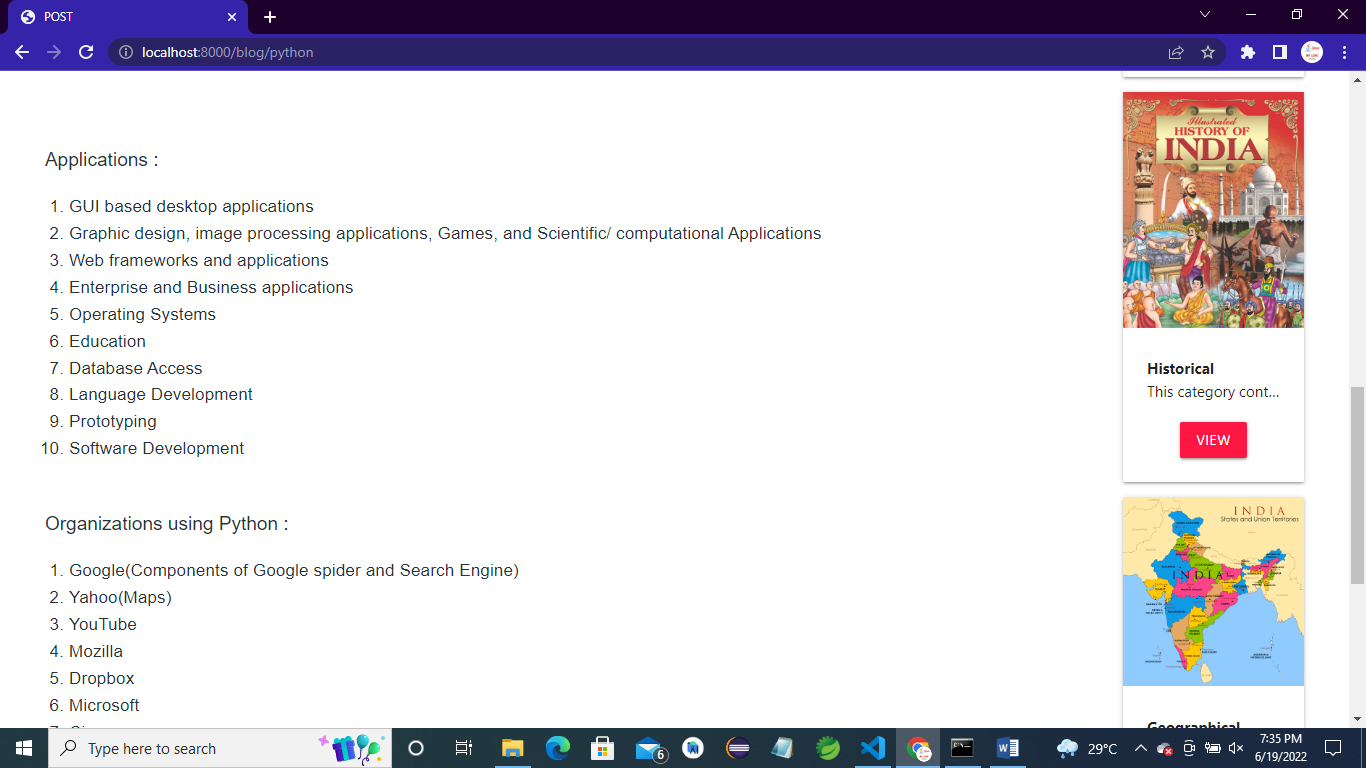 POST
localhost:8000/blog/python
Applications :
1. GUI based desktop applications
2. Graphic design, image processing applications, Games, and Scientific/ computational Applications
3. Web frameworks and applications
4. Enterprise and Business applications
5. Operating Systems
6. Education
7. Database Access
8. Language Development
9. Prototyping
10. Software Development
Organizations using Python :
1. Google(Components of Google spider and Search Engine)
2. Yahoo(Maps)
3. YouTube
4. Mozilla
5. Dropbox
6. Microsoft
Illustrated
HISTORY OF
INDIA
Historical
This category cont...
VIEW
INDIA
States and Union Territories
INDIA
Geographical
Type here to search
6
29°C
7:35 PM
6/19/2022